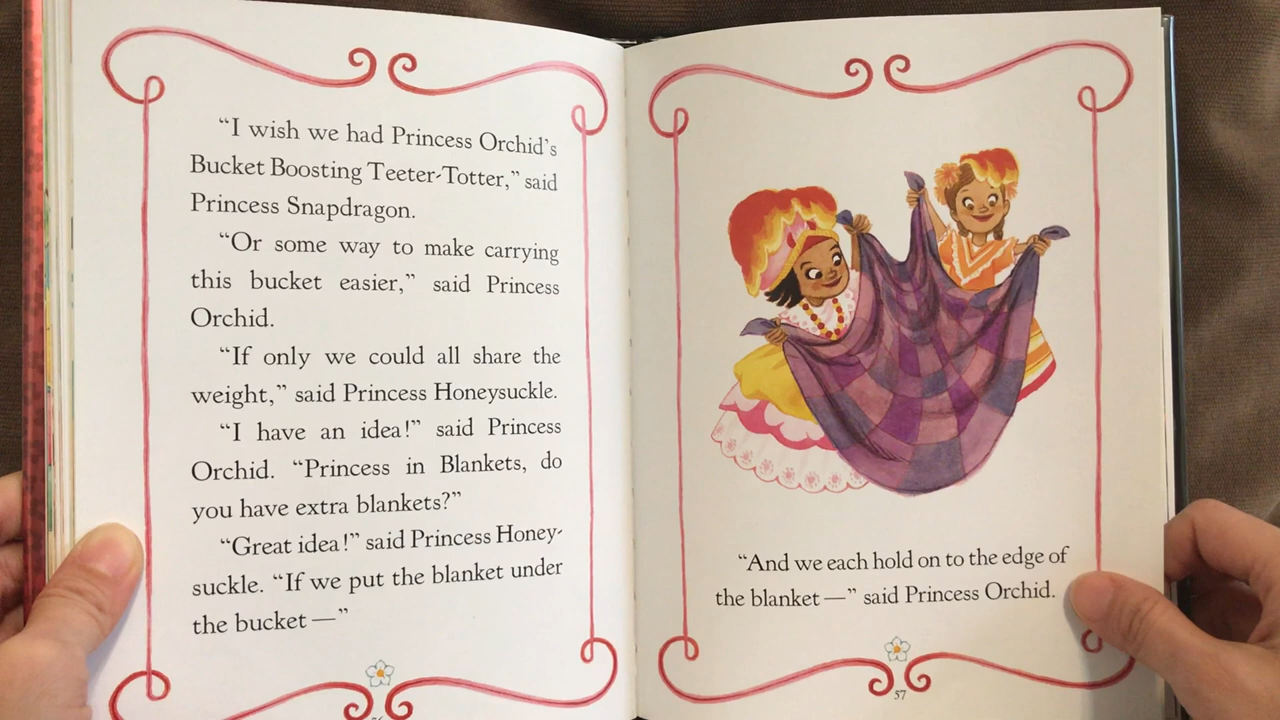 “I wish we had Princess Orchid’s
Bucket Boosting Teeter-Totter,” said
Princess Snapdragon.
“Or some way to make carrying
this bucket easier,” said Princess
Orchid.
“If only we could all share the
weight,” said Princess Honeysuckle.
“I have an idea!” said Princess
Orchid. “Princess in Blankets, do
you have extra blankets?”
“Great idea!” said Princess Honey-
suckle. “If we put the blanket under
the bucket—”
“And we each hold on to the edge of
the blanket—” said Princess Orchid.
57